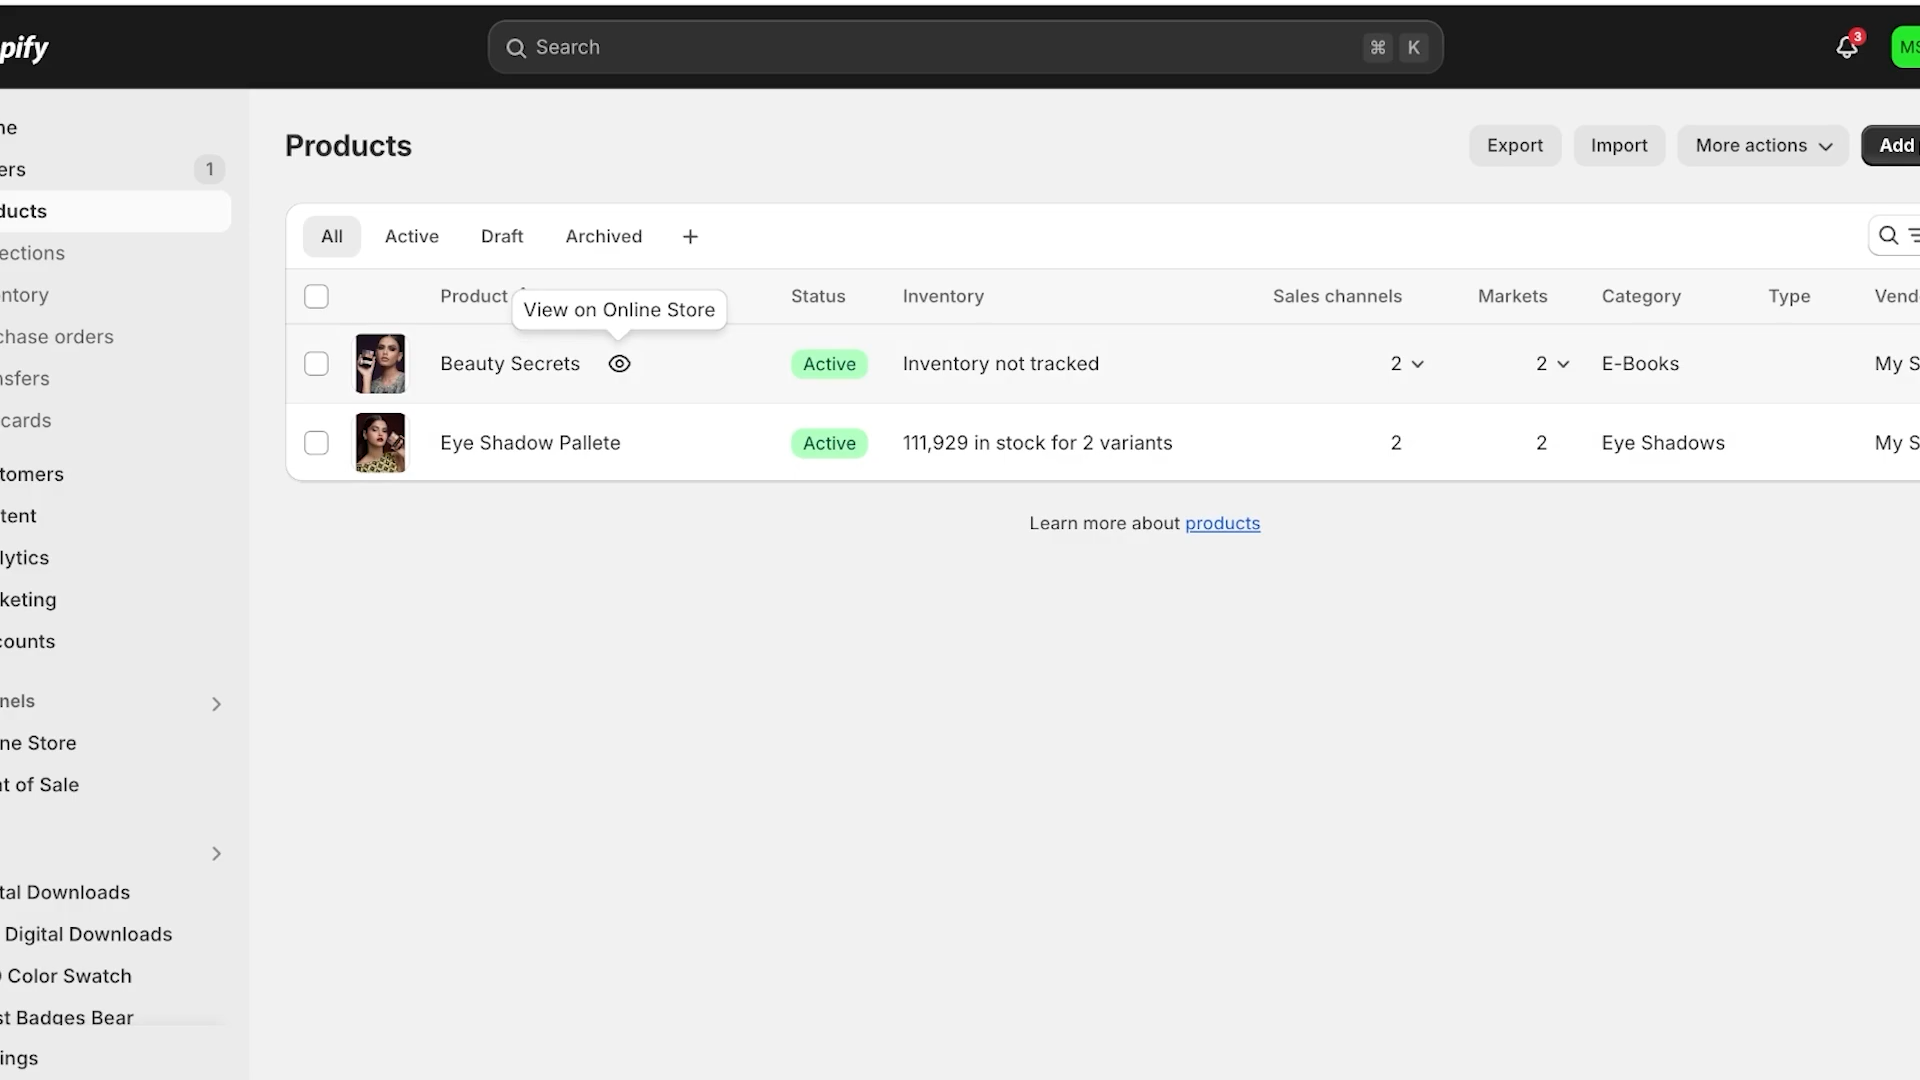 pify
Search
⌘ K
3
MS
ne
ers
1
ducts
ections
ntory
chase orders
nsfers
cards
tomers
tent
lytics
keting
counts
nels
ne Store
t of Sale
tal Downloads
Digital Downloads
Color Swatch
st Badges Bear
ings
Products
Export
Import
More actions
Add
All
Active
Draft
Archived
+
Product
Status
Inventory
Sales channels
Markets
Category
Type
Vend
View on Online Store
Beauty Secrets
Active
Inventory not tracked
2
2
E-Books
My S
Eye Shadow Pallete
Active
111,929 in stock for 2 variants
2
2
Eye Shadows
My S
Learn more about products